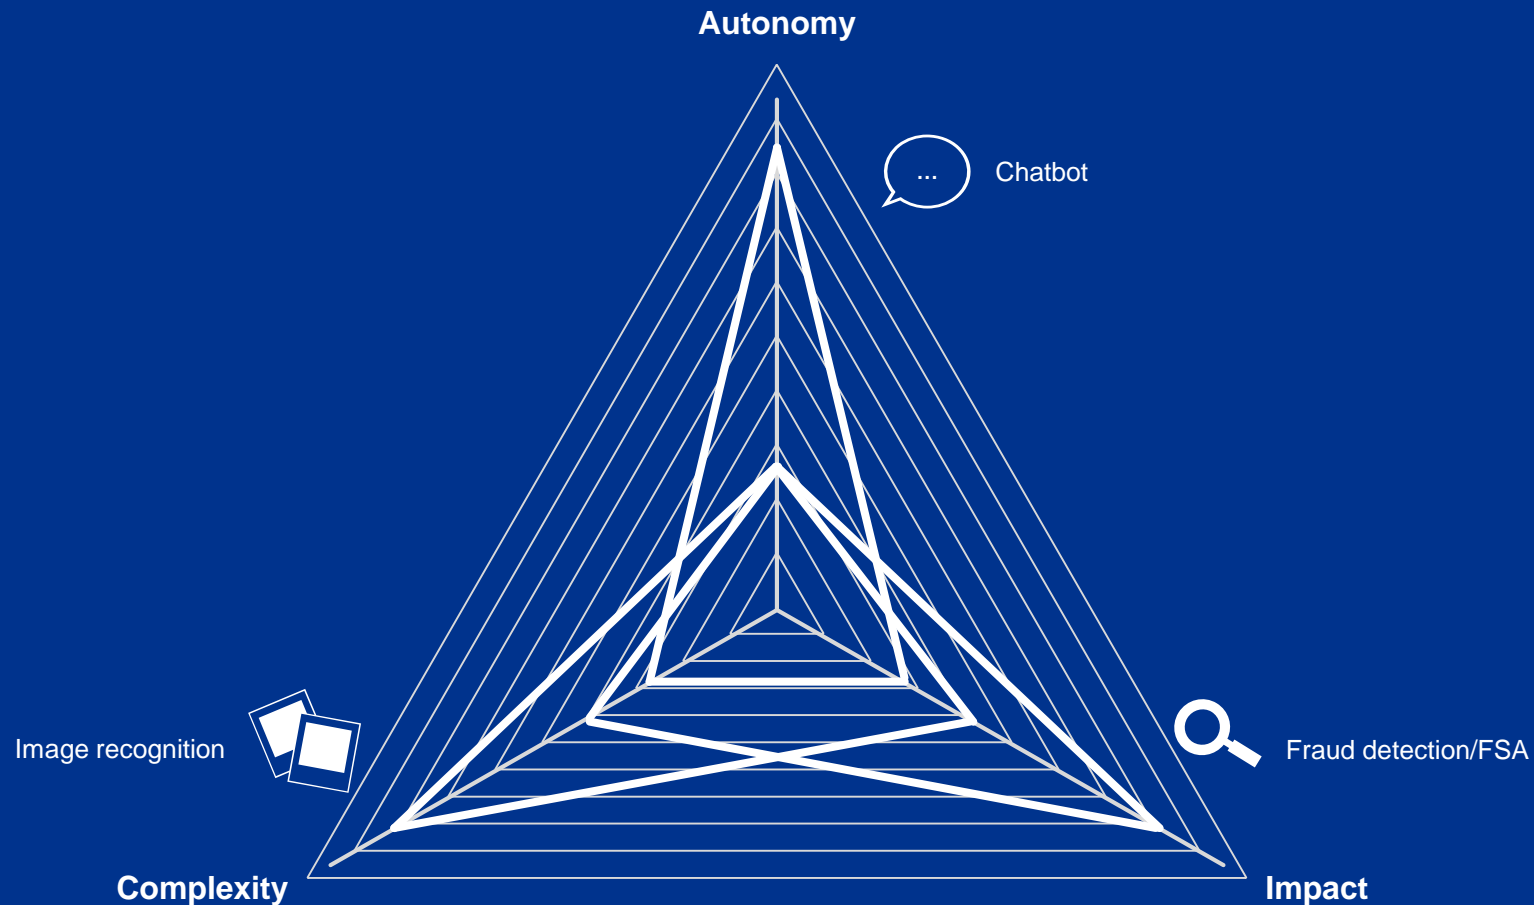 Autonomy
...
Chatbot
Image recognition
Fraud detection/FSA
Complexity
Impact